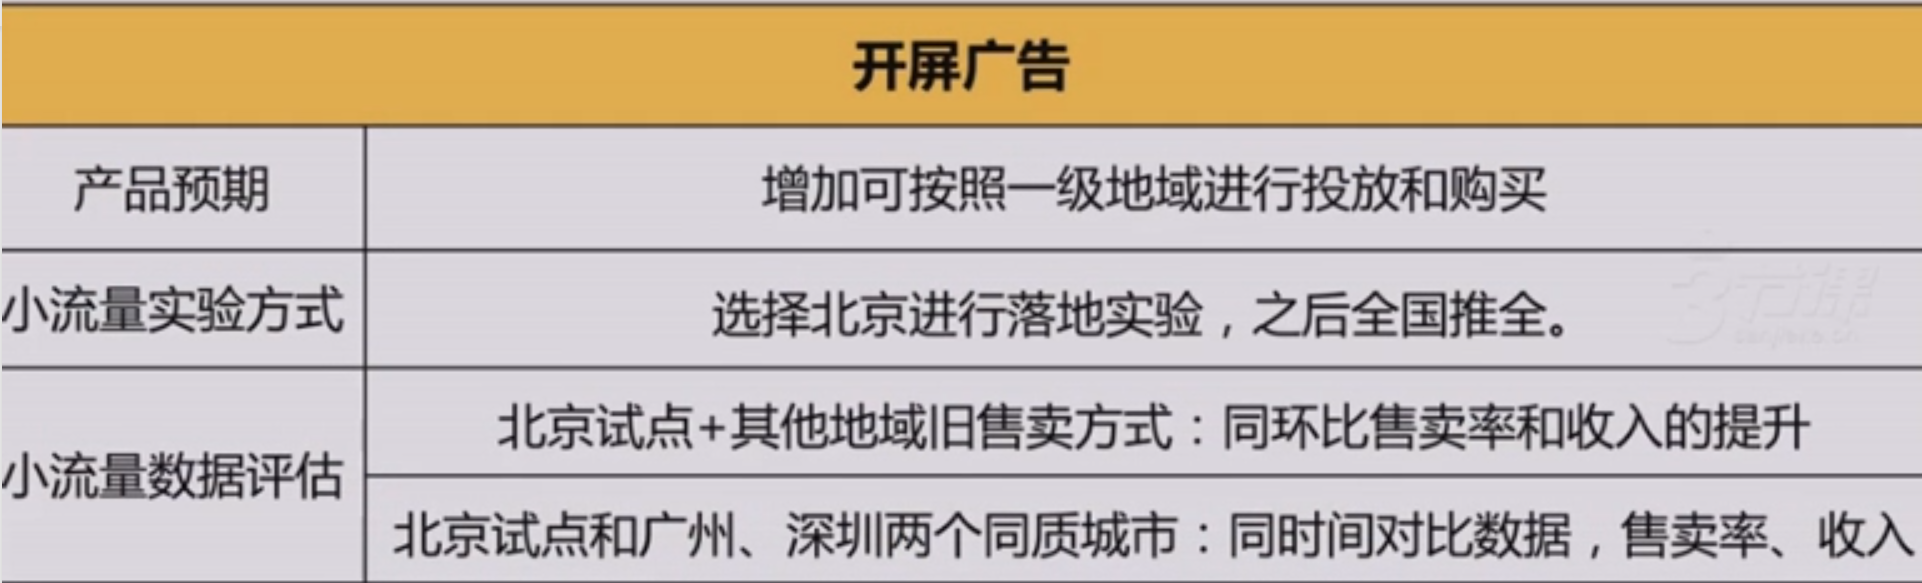 开屏广告
产品预期
增加可按照一级地域进行投放和购买
小流量实验方式
选择北京进行落地实验，之后全国推全。
小流量数据评估
北京试点+其他地域旧售卖方式：同环比售卖率和收入的提升
北京试点和广州、深圳两个同质城市：同时间对比数据，售卖率、收入
3节课
sanjieke.cn